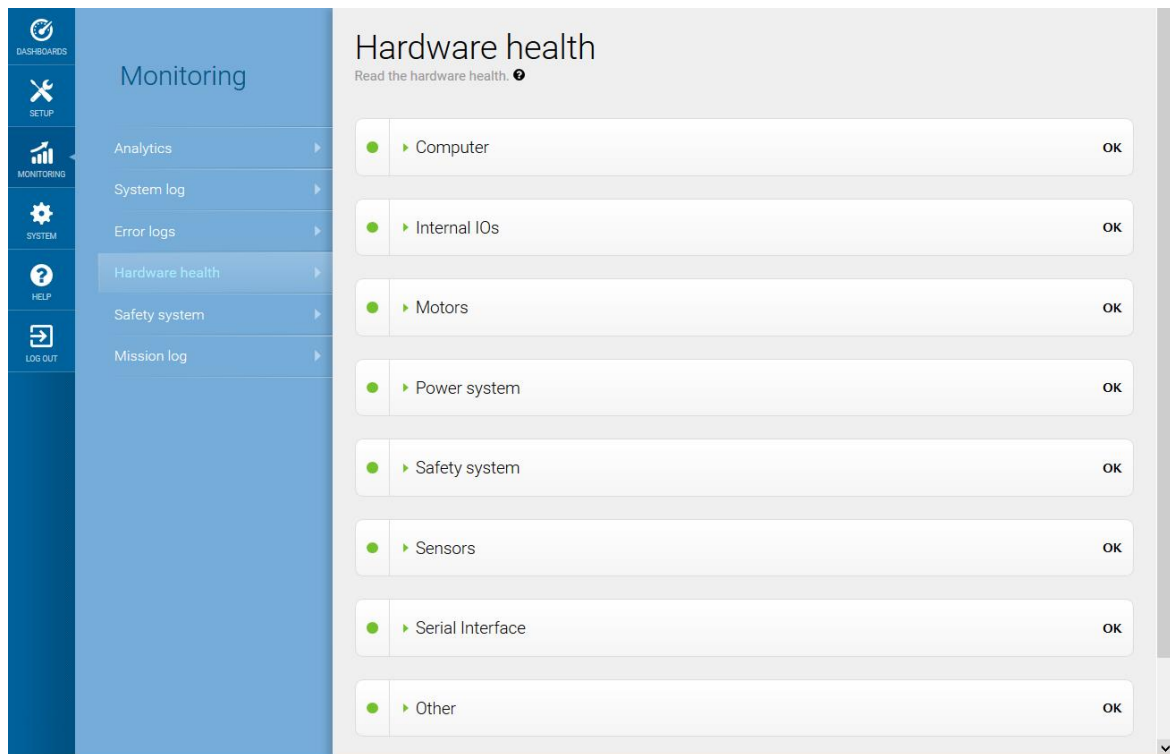 DASHBOARDS
SETUP
MONITORING
SYSTEM
HELP
LOG OUT
Monitoring
Analytics
System log
Error logs
Hardware health
Safety system
Mission log
Hardware health
Read the hardware health. ?
Computer OK
Internal IOs OK
Motors OK
Power system OK
Safety system OK
Sensors OK
Serial Interface OK
Other OK